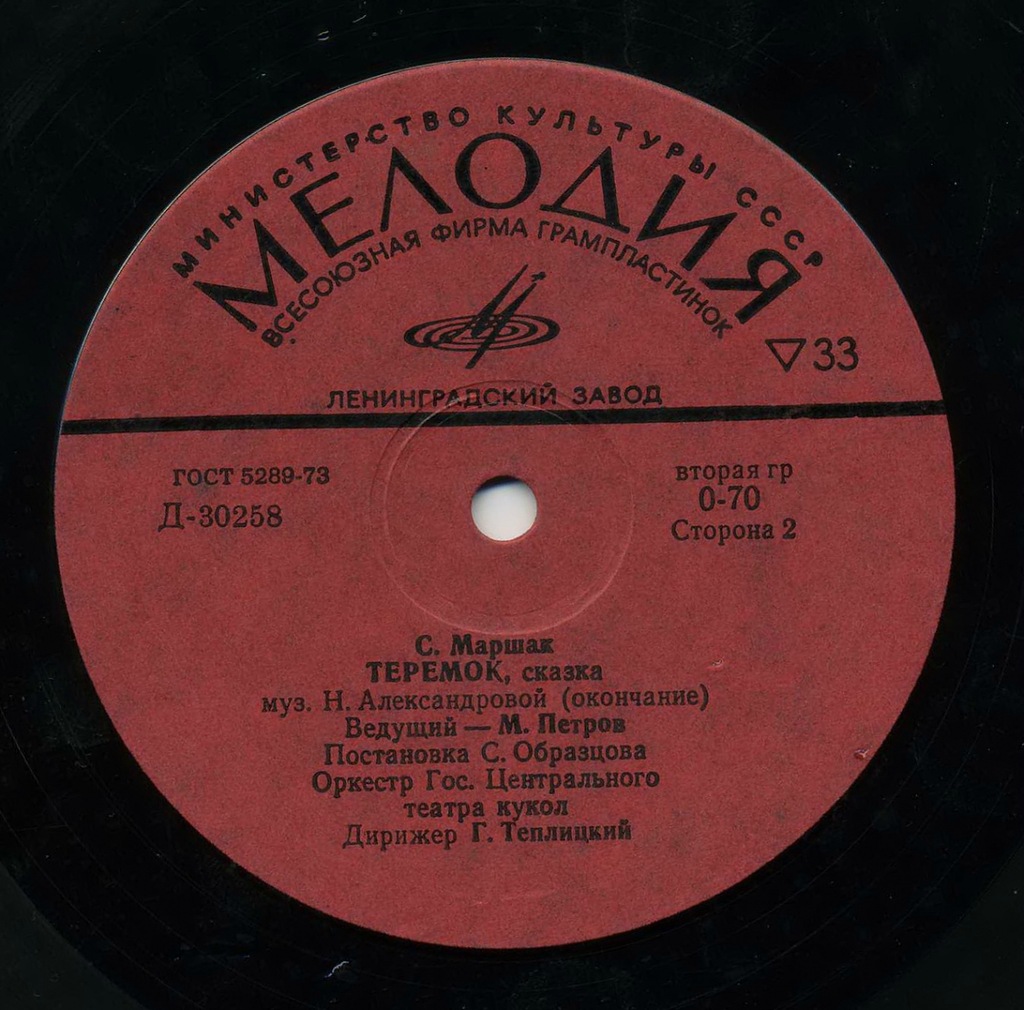 МИНИСТЕРСТВО КУЛЬТУРЫ СССР
МЕЛОДИЯ
ВСЕСОЮЗНАЯ ФИРМА ГРАМПЛАСТИНОК
▽33
ЛЕНИНГРАДСКИЙ ЗАВОД
ГОСТ 5289-73
Д-30258
вторая гр
0-70
Сторона 2
С. Маршак
ТЕРЕМОК, сказка
муз. Н. Александровой (окончание)
Ведущий — М. Петров
Постановка С. Образцова
Оркестр Гос. Центрального
театра кукол
Дирижер Г. Теплицкий